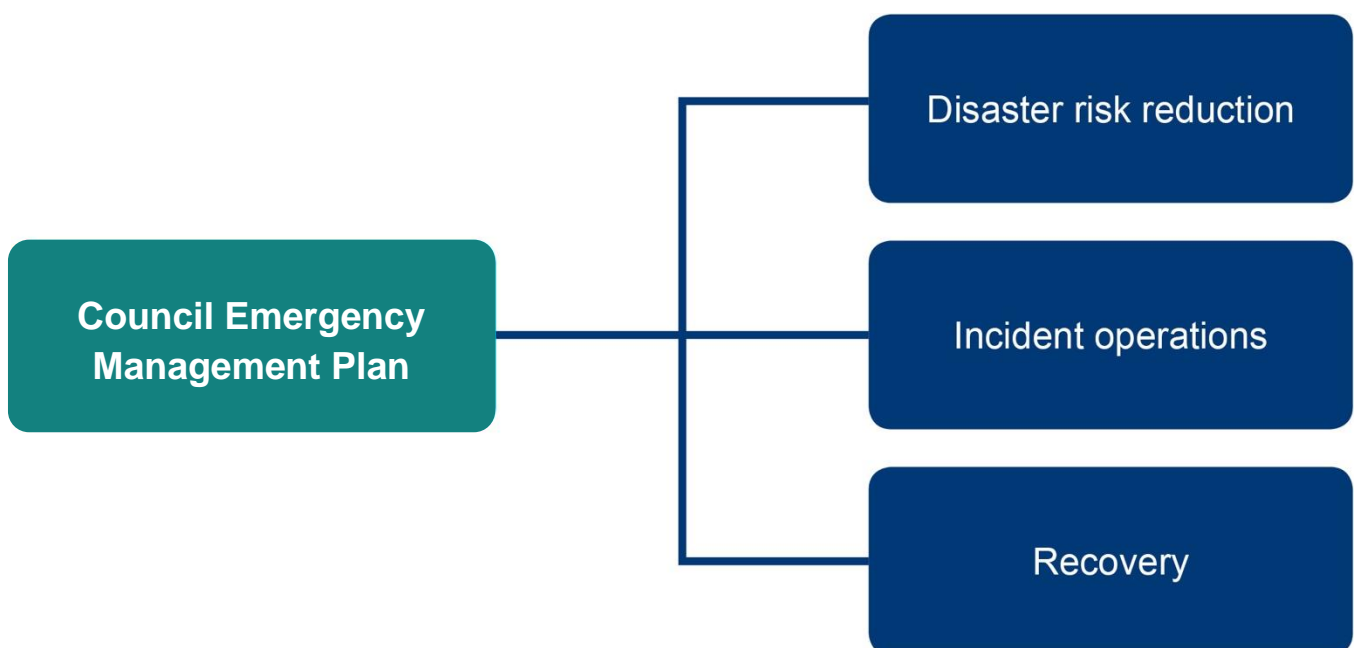 Council Emergency
Management Plan
Disaster risk reduction
Incident operations
Recovery